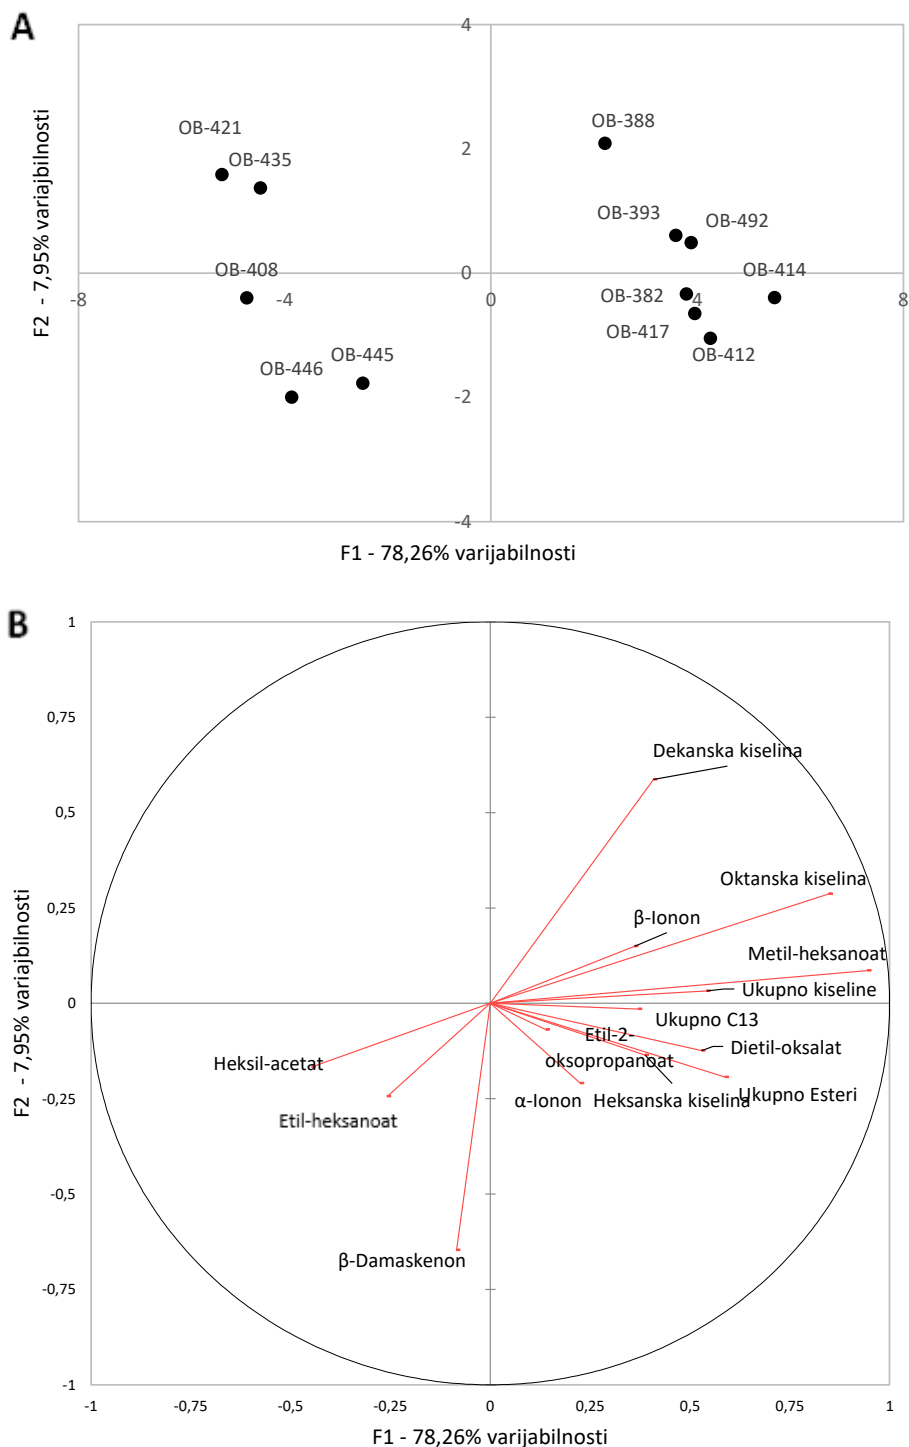 A
4
OB-388
OB-421
2
OB-435
OB-393
OB-492
0
OB-408
OB-414
-8
-4
0
OB-382
4
8
OB-417
OB-445
OB-412
OB-446
-2
-4
F2 - 7,95% variajbilnosti
F1 - 78,26% varijabilnosti
B
1
0,75
Dekanska kiselina
0,5
Oktanska kiselina
0,25
β-Ionon
Metil-heksanoat
Ukupno kiseline
0
Ukupno C13
Etil-2-
oksopropanoat
Dietil-oksalat
Heksil-acetat
α-Ionon
Heksanska kiselina
Ukupno Esteri
-0,25
Etil-heksanoat
-0,5
β-Damaskenon
-0,75
-1
-1
-0,75
-0,5
-0,25
0
0,25
0,5
0,75
1
F2 - 7,95% variajbilnosti
F1 - 78,26% varijabilnosti